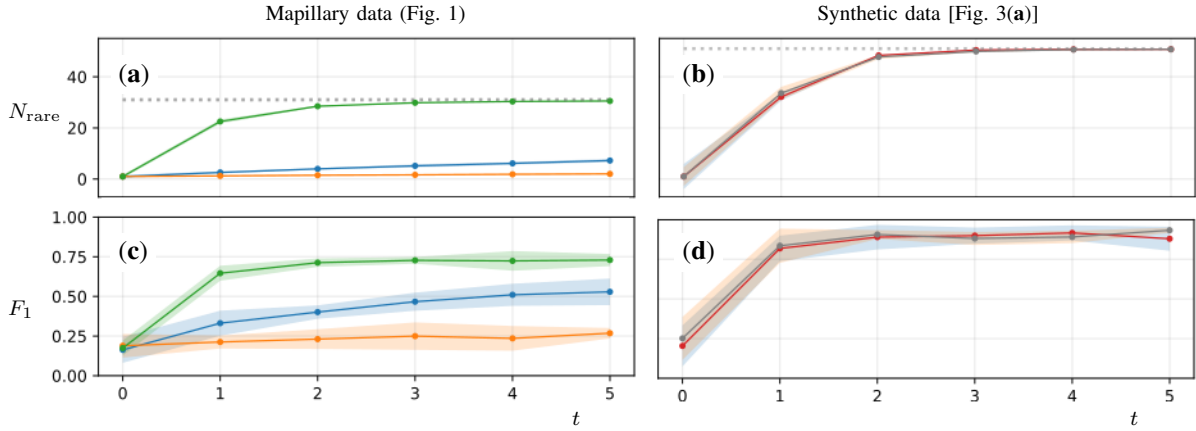 Mapillary data (Fig. 1)
Synthetic data [Fig. 3(a)]
N_rare
40
20
0
(a)
(b)
F_1
1.00
0.75
0.50
0.25
0.00
(c)
(d)
0 1 2 3 4 5
0 1 2 3 4 5
t
t